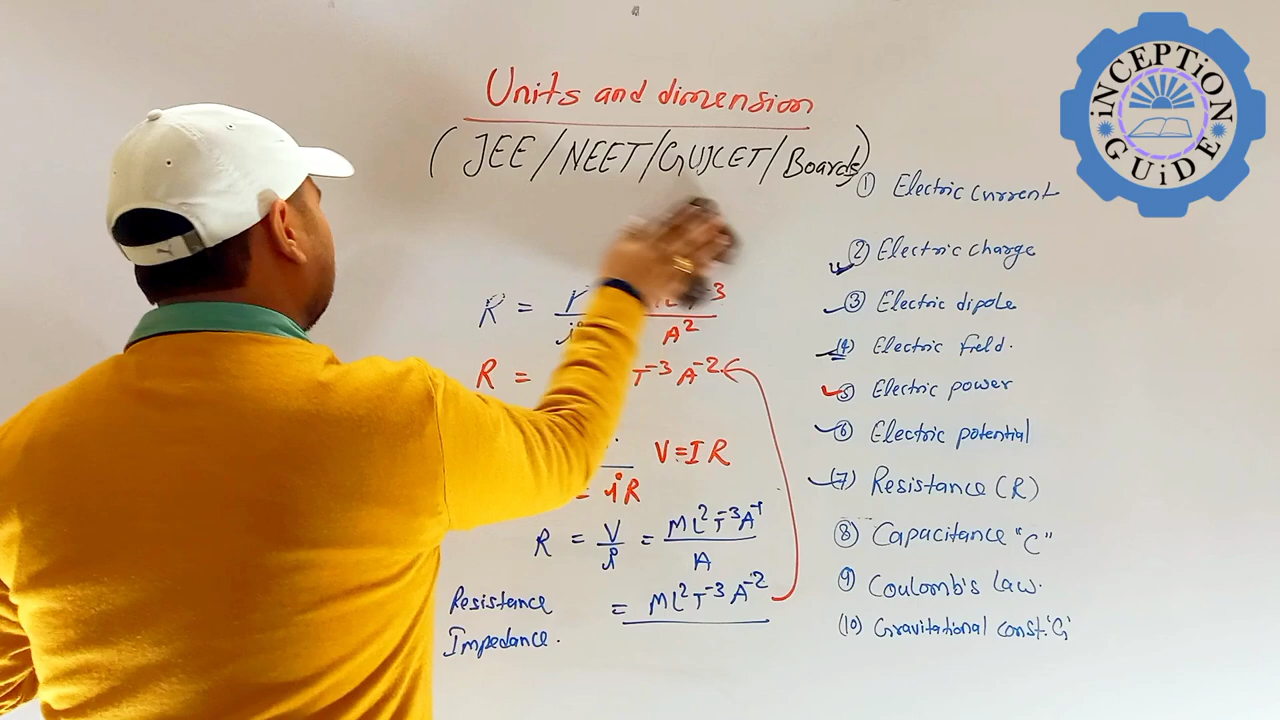 Units and dimension
( JEE / NEET / GUJCET / Boards )
iNCEPTiON
GUiDE
R =
A²
R = T⁻³ A⁻²
V = I R
= iR
R = V/i = ML²T⁻³A⁻¹/A
Resistance = ML²T⁻³A⁻²
Impedance.
① Electric current
② Electric charge
③ Electric dipole
(4) Electric field.
⑤ Electric power
⑥ Electric potential
(7) Resistance (R)
⑧ Capacitance "C"
⑨ Coulomb's Law.
(10) Gravitational const. 'G'